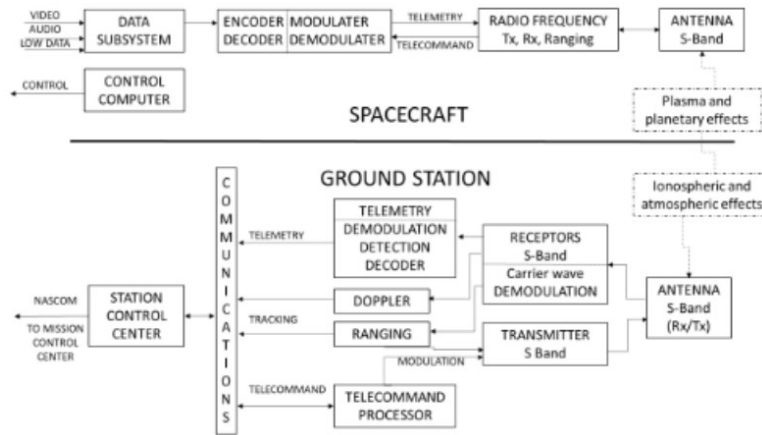 VIDEO
AUDIO
LOW DATA
DATA
SUBSYSTEM
ENCODER
DECODER
MODULATER
DEMODULATER
TELEMETRY
TELECOMMAND
RADIO FREQUENCY
Tx, Rx, Ranging
ANTENNA
S-Band
CONTROL
CONTROL
COMPUTER
SPACECRAFT
Plasma and
planetary effects
GROUND STATION
Ionospheric and
atmospheric effects
COMMUNICATIONS
TELEMETRY
TELEMETRY
DEMODULATION
DETECTION
DECODER
RECEPTORS
S-Band
Carrier wave
DEMODULATION
ANTENNA
S-Band
(Rx/Tx)
NASCOM
TO MISSION
CONTROL
CENTER
STATION
CONTROL
CENTER
DOPPLER
TRACKING
RANGING
TRANSMITTER
S Band
MODULATION
TELECOMMAND
TELECOMMAND
PROCESSOR